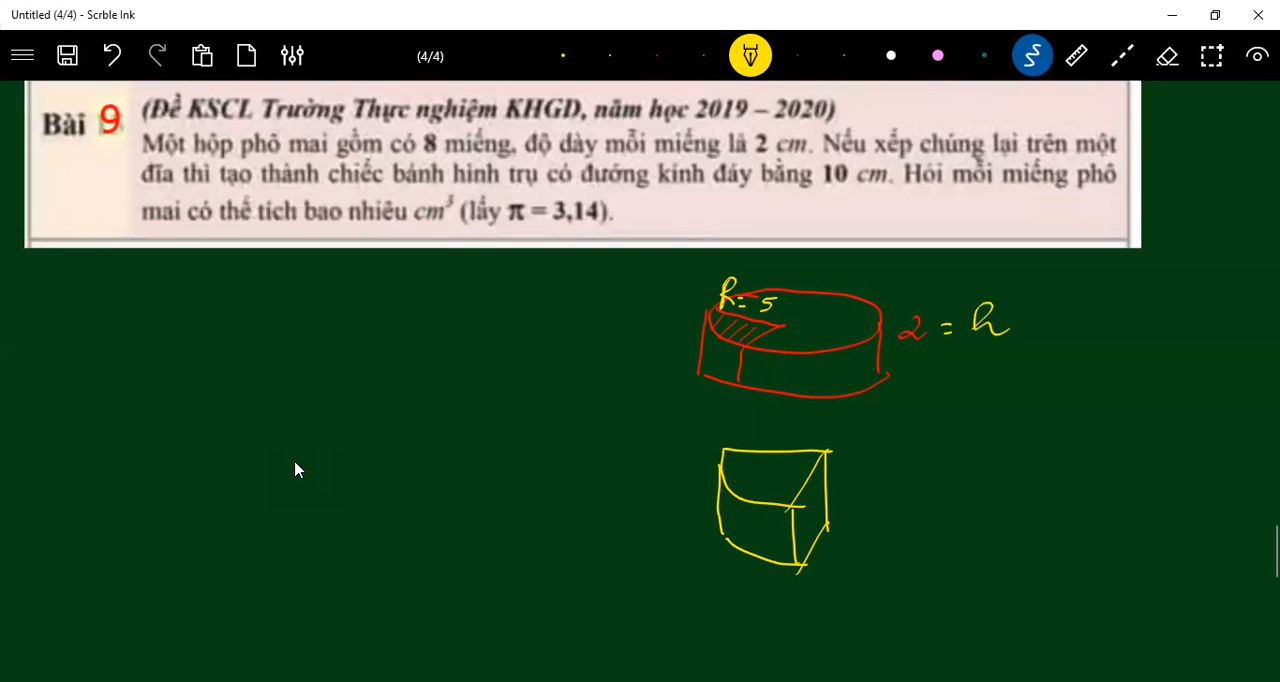 Untitled (4/4) - Scrble Ink
(4/4)
Bài 9
(Đề KSCL Trường Thực nghiệm KHGD, năm học 2019 – 2020)
Một hộp phô mai gồm có 8 miếng, độ dày mỗi miếng là 2 cm. Nếu xếp chúng lại trên một
đĩa thì tạo thành chiếc bánh hình trụ có đường kính đáy bằng 10 cm. Hỏi mỗi miếng phô
mai có thể tích bao nhiêu cm³ (lấy π = 3,14).
R = 5
2 = h